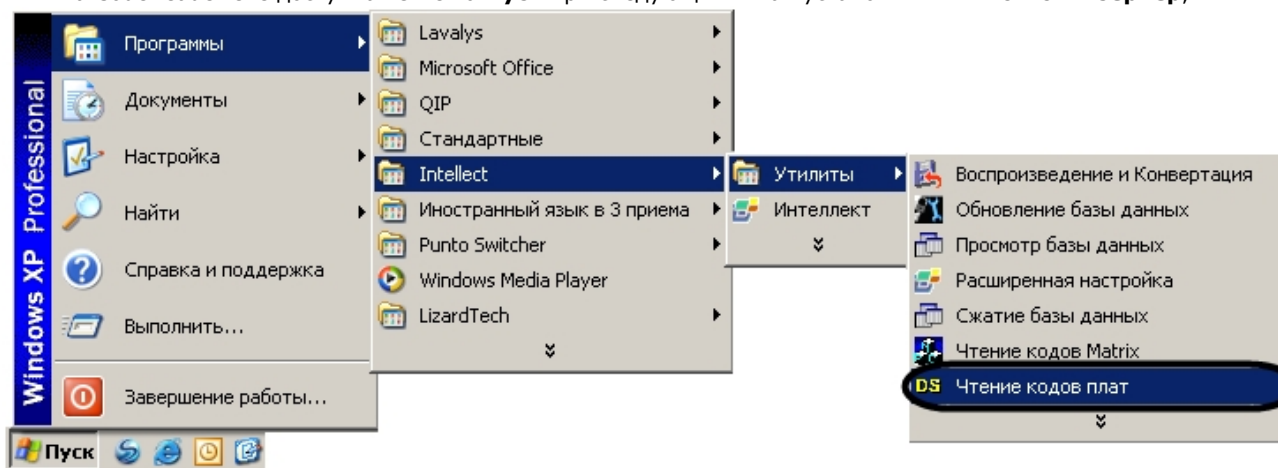 Windows XP Professional
Программы
Документы
Настройка
Найти
Справка и поддержка
Выполнить...
Завершение работы...
Пуск
Lavalys
Microsoft Office
QIP
Стандартные
Intellect
Иностранный язык в 3 приема
Punto Switcher
Windows Media Player
LizardTech
Утилиты
Интеллект
Воспроизведение и Конвертация
Обновление базы данных
Просмотр базы данных
Расширенная настройка
Сжатие базы данных
Чтение кодов Matrix
DS Чтение кодов плат